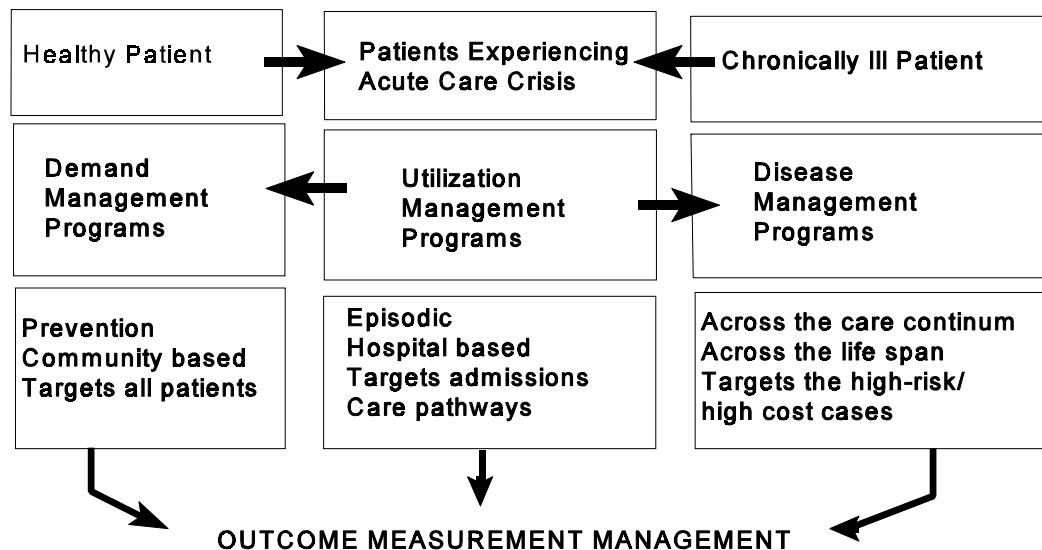 Healthy Patient
Patients Experiencing
Acute Care Crisis
Chronically Ill Patient
Demand
Management
Programs
Utilization
Management
Programs
Disease
Management
Programs
Prevention
Community based
Targets all patients
Episodic
Hospital based
Targets admissions
Care pathways
Across the care continum
Across the life span
Targets the high-risk/
high cost cases
OUTCOME MEASUREMENT MANAGEMENT